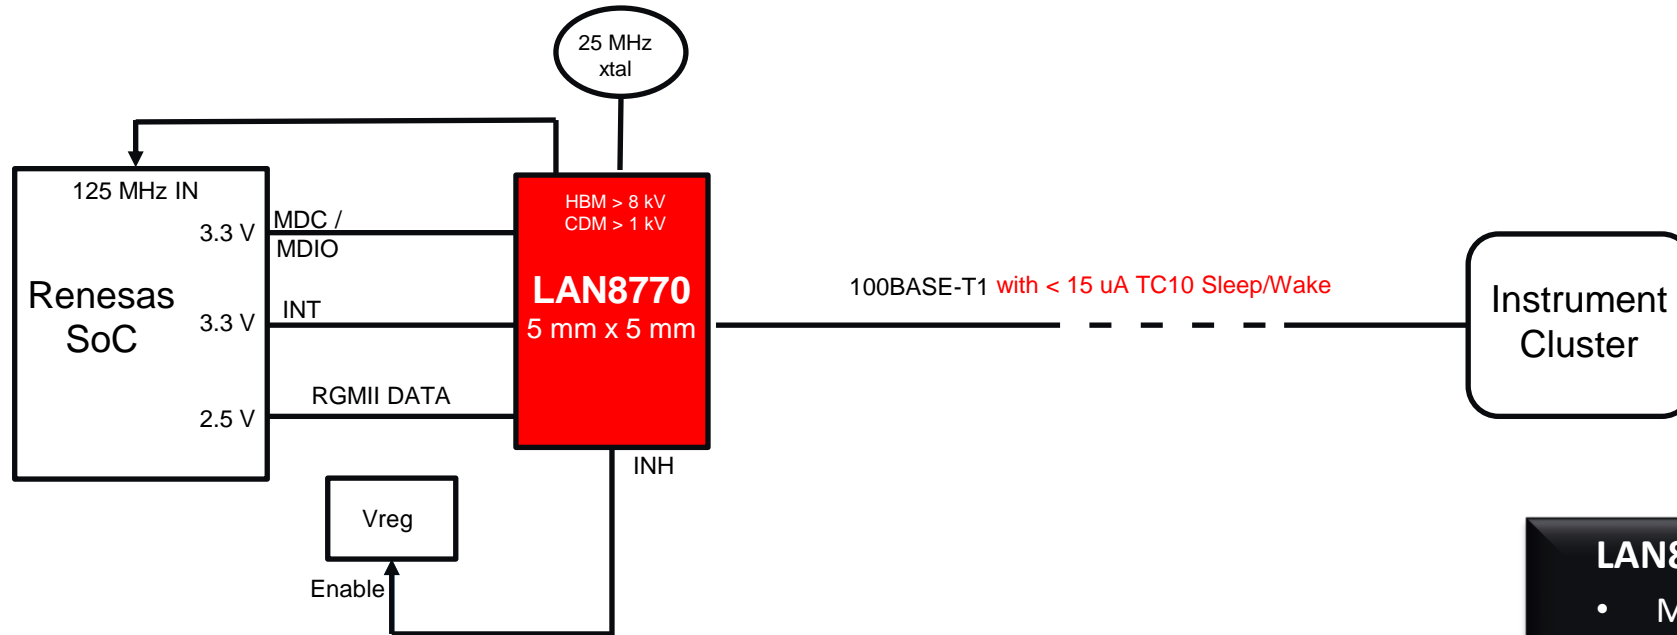 25 MHz
xtal
125 MHz IN
3.3 V
MDC /
MDIO
HBM > 8 kV
CDM > 1 kV
Renesas
SoC
3.3 V
INT
LAN8770
5 mm x 5 mm
100BASE-T1 with < 15 uA TC10 Sleep/Wake
Instrument
Cluster
2.5 V
RGMII DATA
INH
Vreg
Enable
• M